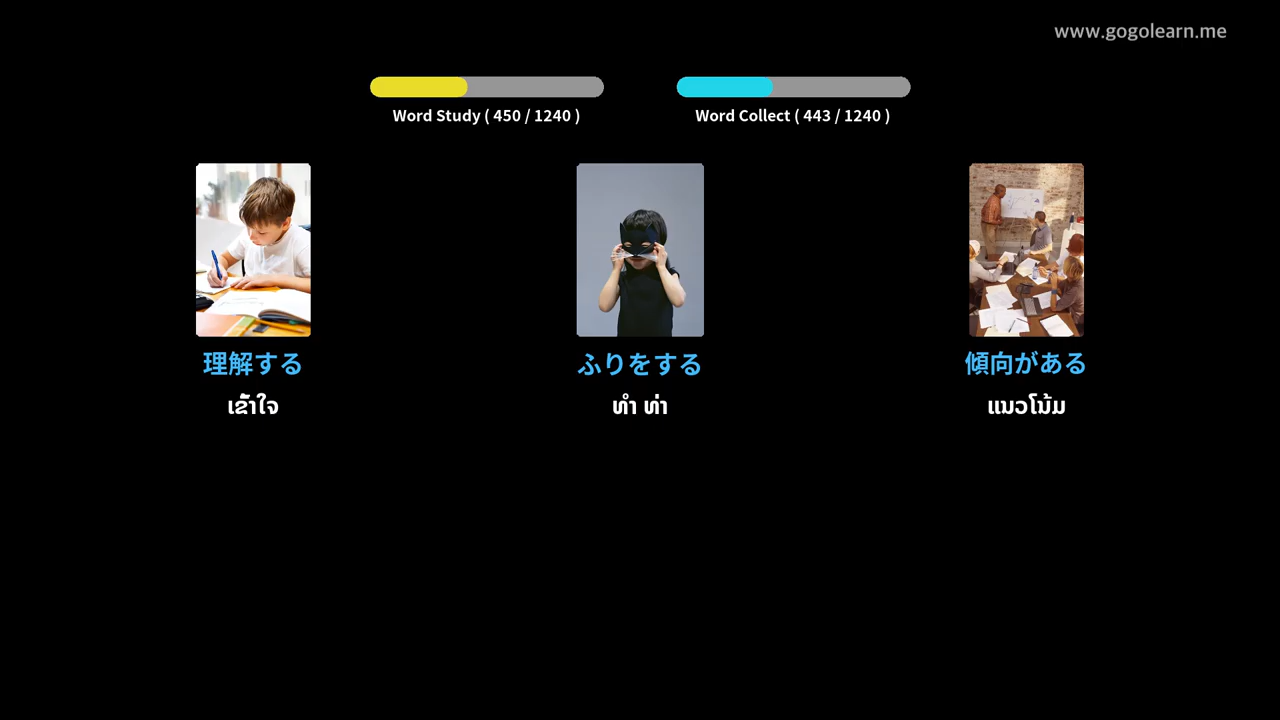 www.gogolearn.me
Word Study ( 450 / 1240 )
Word Collect ( 443 / 1240 )
理解する
ふりをする
傾向がある
ເຂົ້າໃຈ
ທຳ ທ່າ
ແນວໂນ້ມ